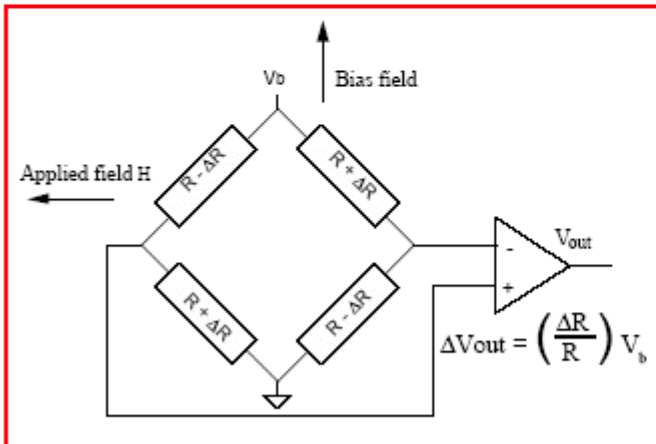 Vb
Bias field
Applied field H
R - ΔR
R + ΔR
R + ΔR
R - ΔR
-
+
Vout
ΔVout = (ΔR/R) Vb